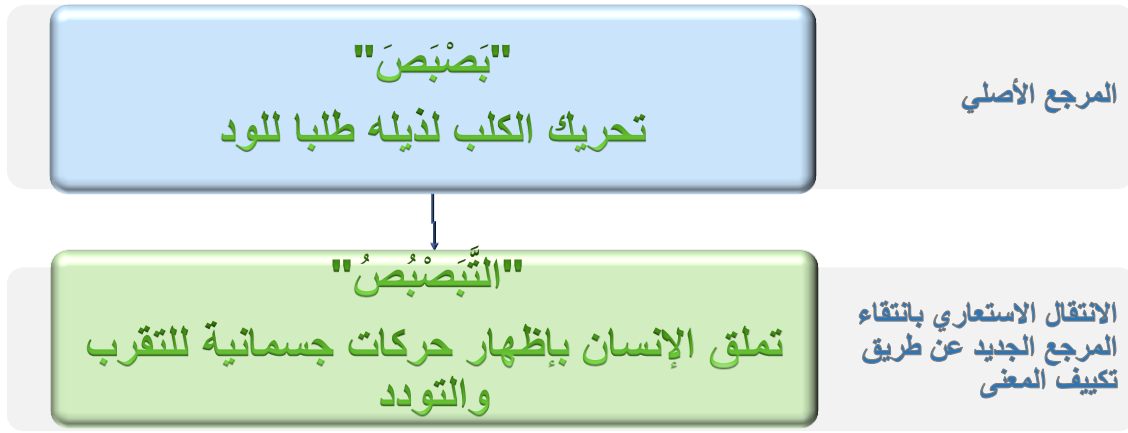 المرجع الأصلي
"بَصْبَصَ"
تحريك الكلب لذيله طلبا للود
الانتقال الاستعاري بانتقاء
المرجع الجديد عن طريق
تكييف المعنى
"التَّبَصْبُصُ"
تملق الإنسان بإظهار حركات جسمانية للتقرب
والتودد